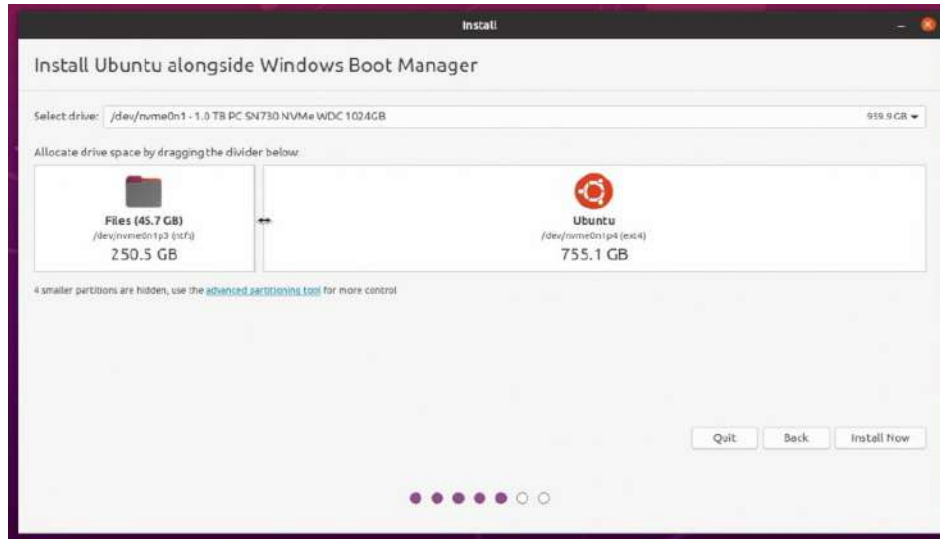 Install
Install Ubuntu alongside Windows Boot Manager
Select drive: /dev/nvme0n1 - 1.0 TB PC SN730 NVMe WDC 1024GB 959.9 GB
Allocate drive space by dragging the divider below:
Files (45.7 GB)
/dev/nvme0n1p3 (ntfs)
250.5 GB
Ubuntu
/dev/nvme0n1p4 (ext4)
755.1 GB
4 smaller partitions are hidden, use the advanced partitioning tool for more control
Quit Back Install Now